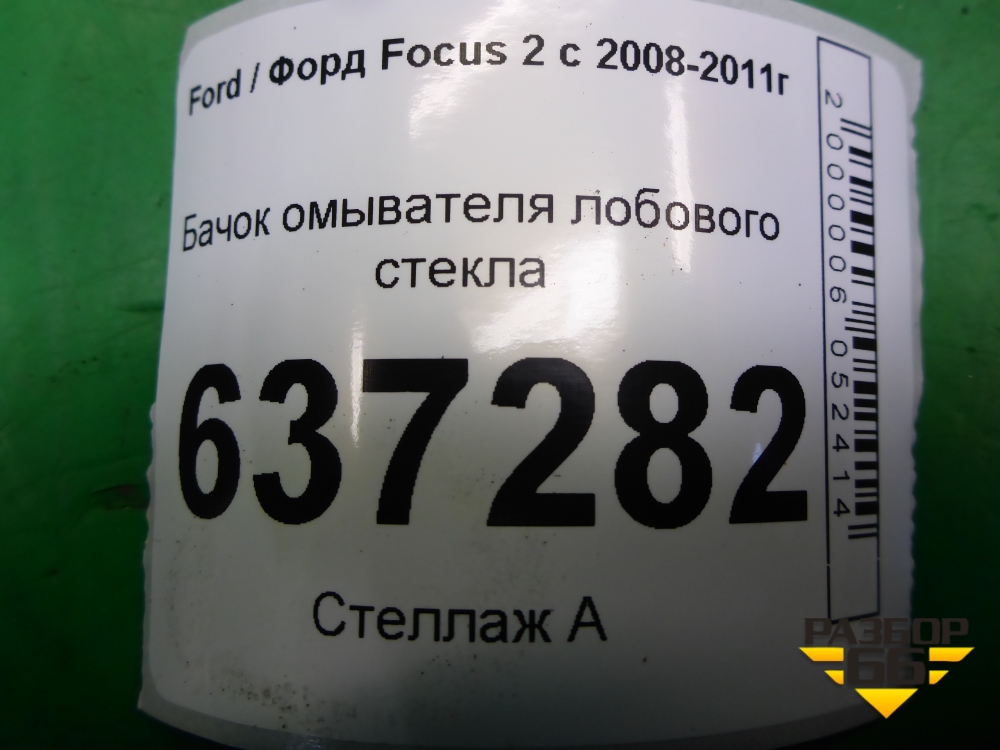 Ford / Форд Focus 2 с 2008-2011г
Бачок омывателя лобового
стекла
637282
Стеллаж А
2000006052414
РАЗБОР
66